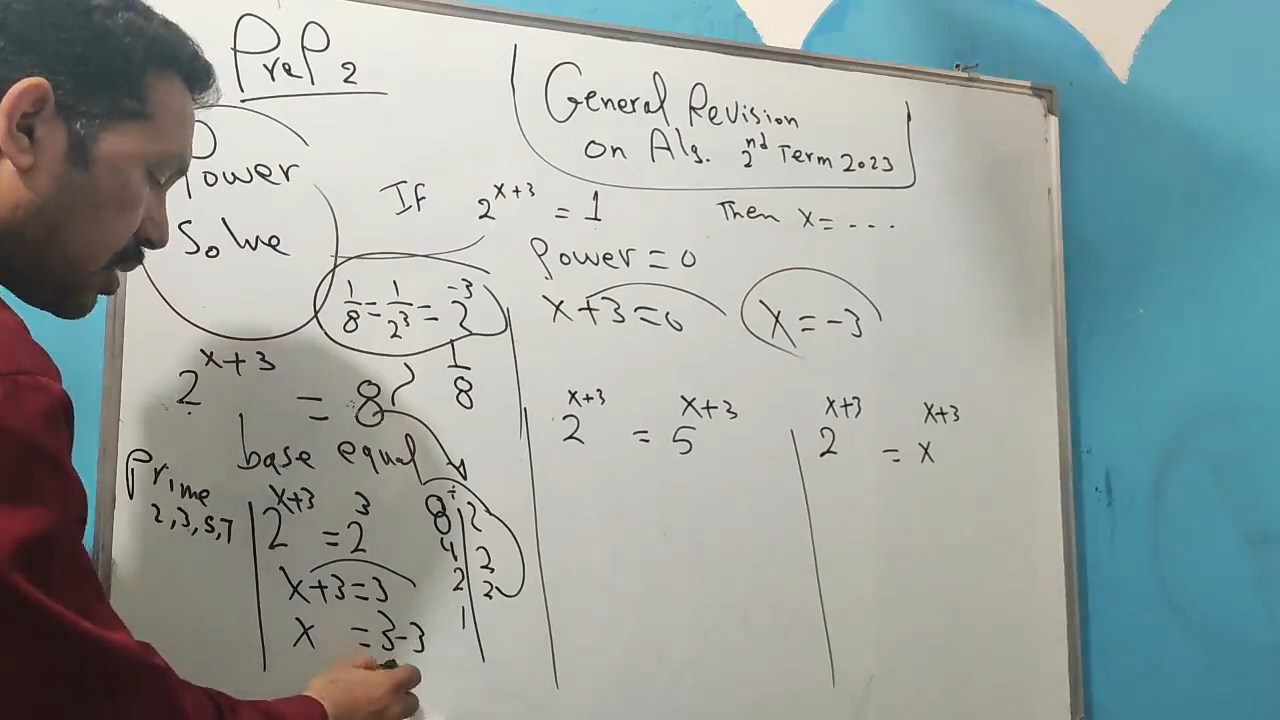 PreP 2
General Revision
on Alg. 2nd Term 2023
Power
Solve
If 2^{x+3} = 1 Then x = ...
Power = 0
x+3=0 x=-3
1/8 = 1/2^3 = 2^{-3}
1/8
2^{x+3} = 8
base equal
Prime
2,3,5,7
2^{x+3} = 2^3
x+3=3
x =3-3
8 ÷ 2
4 2
2 2
1
2^{x+3} = 5^{x+3}
2^{x+3} = x^{x+3}